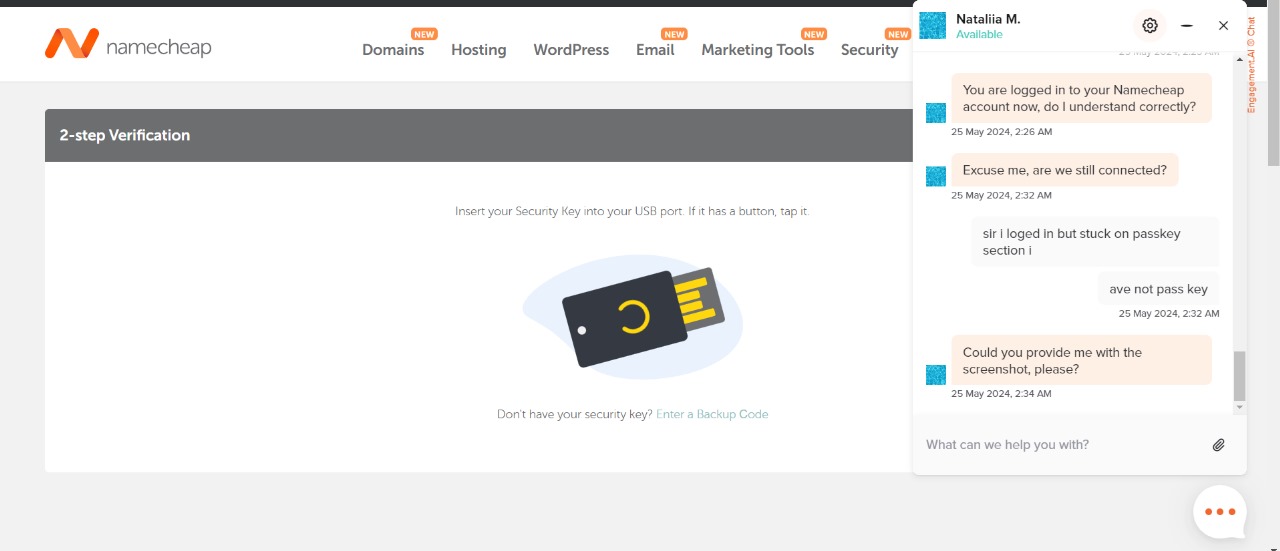 namecheap
Domains NEW
Hosting
WordPress
Email NEW
Marketing Tools NEW
Security NEW
2-step Verification
Insert your Security Key into your USB port. If it has a button, tap it.
Don't have your security key? Enter a Backup Code
Nataliia M.
Available
You are logged in to your Namecheap
account now, do I understand correctly?
25 May 2024, 2:26 AM
Excuse me, are we still connected?
25 May 2024, 2:32 AM
sir i loged in but stuck on passkey
section i
ave not pass key
25 May 2024, 2:32 AM
Could you provide me with the
screenshot, please?
25 May 2024, 2:34 AM
What can we help you with?
Engagement.AI ® Chat